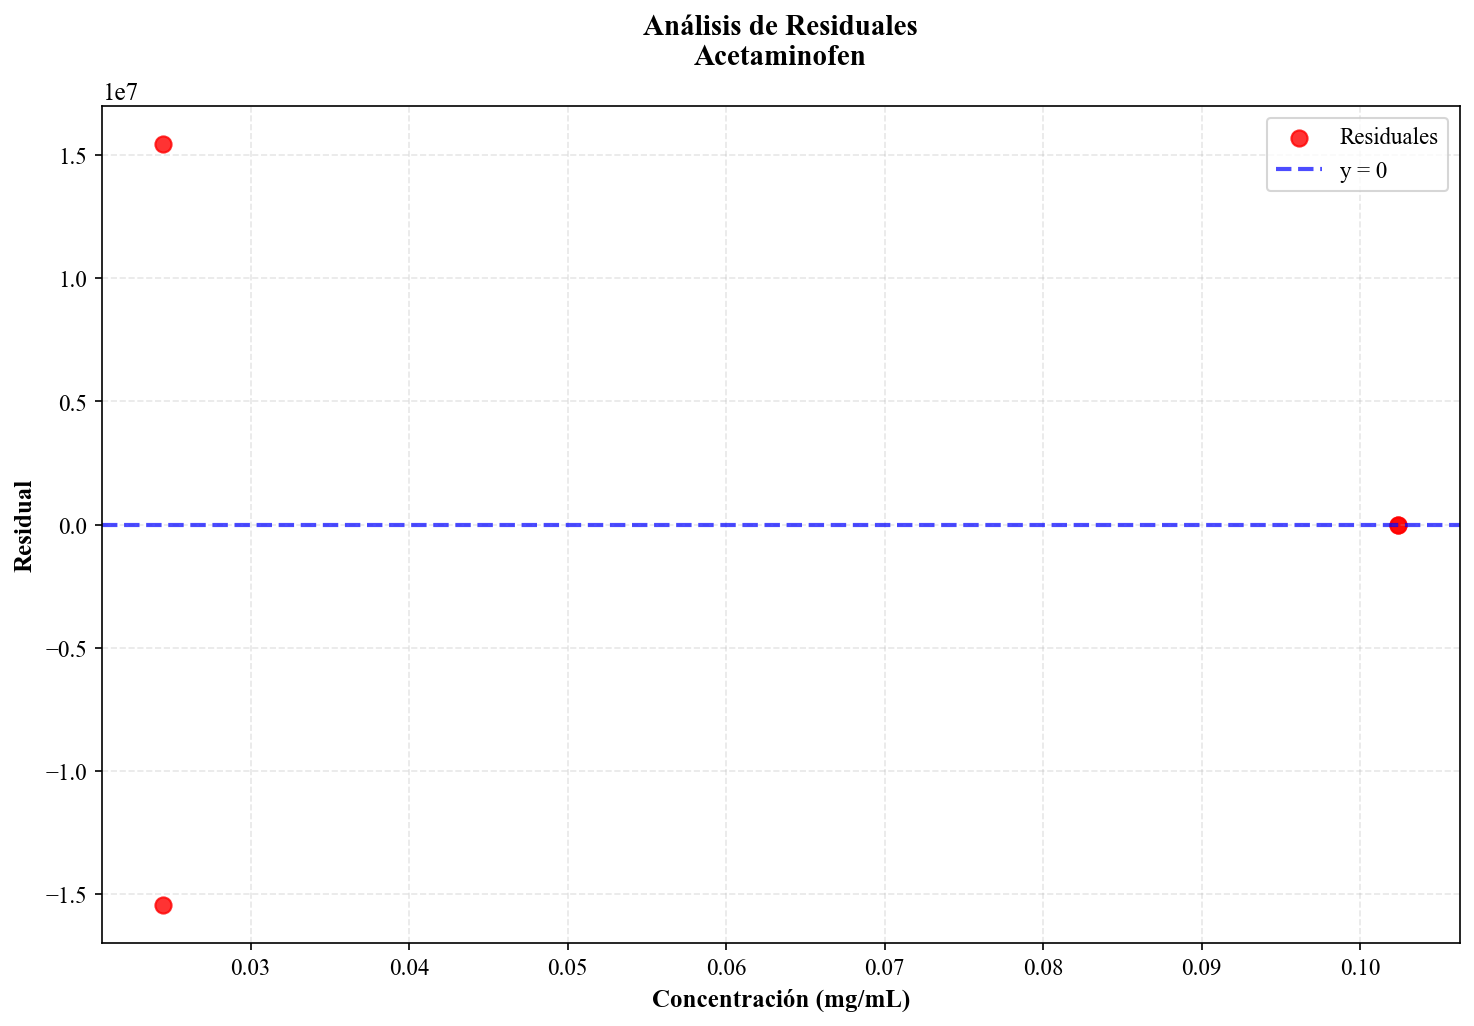 Análisis de Residuales
Acetaminofen
1e7
Residuales
y = 0
1.5
1.0
0.5
0.0
−0.5
−1.0
−1.5
Residual
0.03 0.04 0.05 0.06 0.07 0.08 0.09 0.10
Concentración (mg/mL)